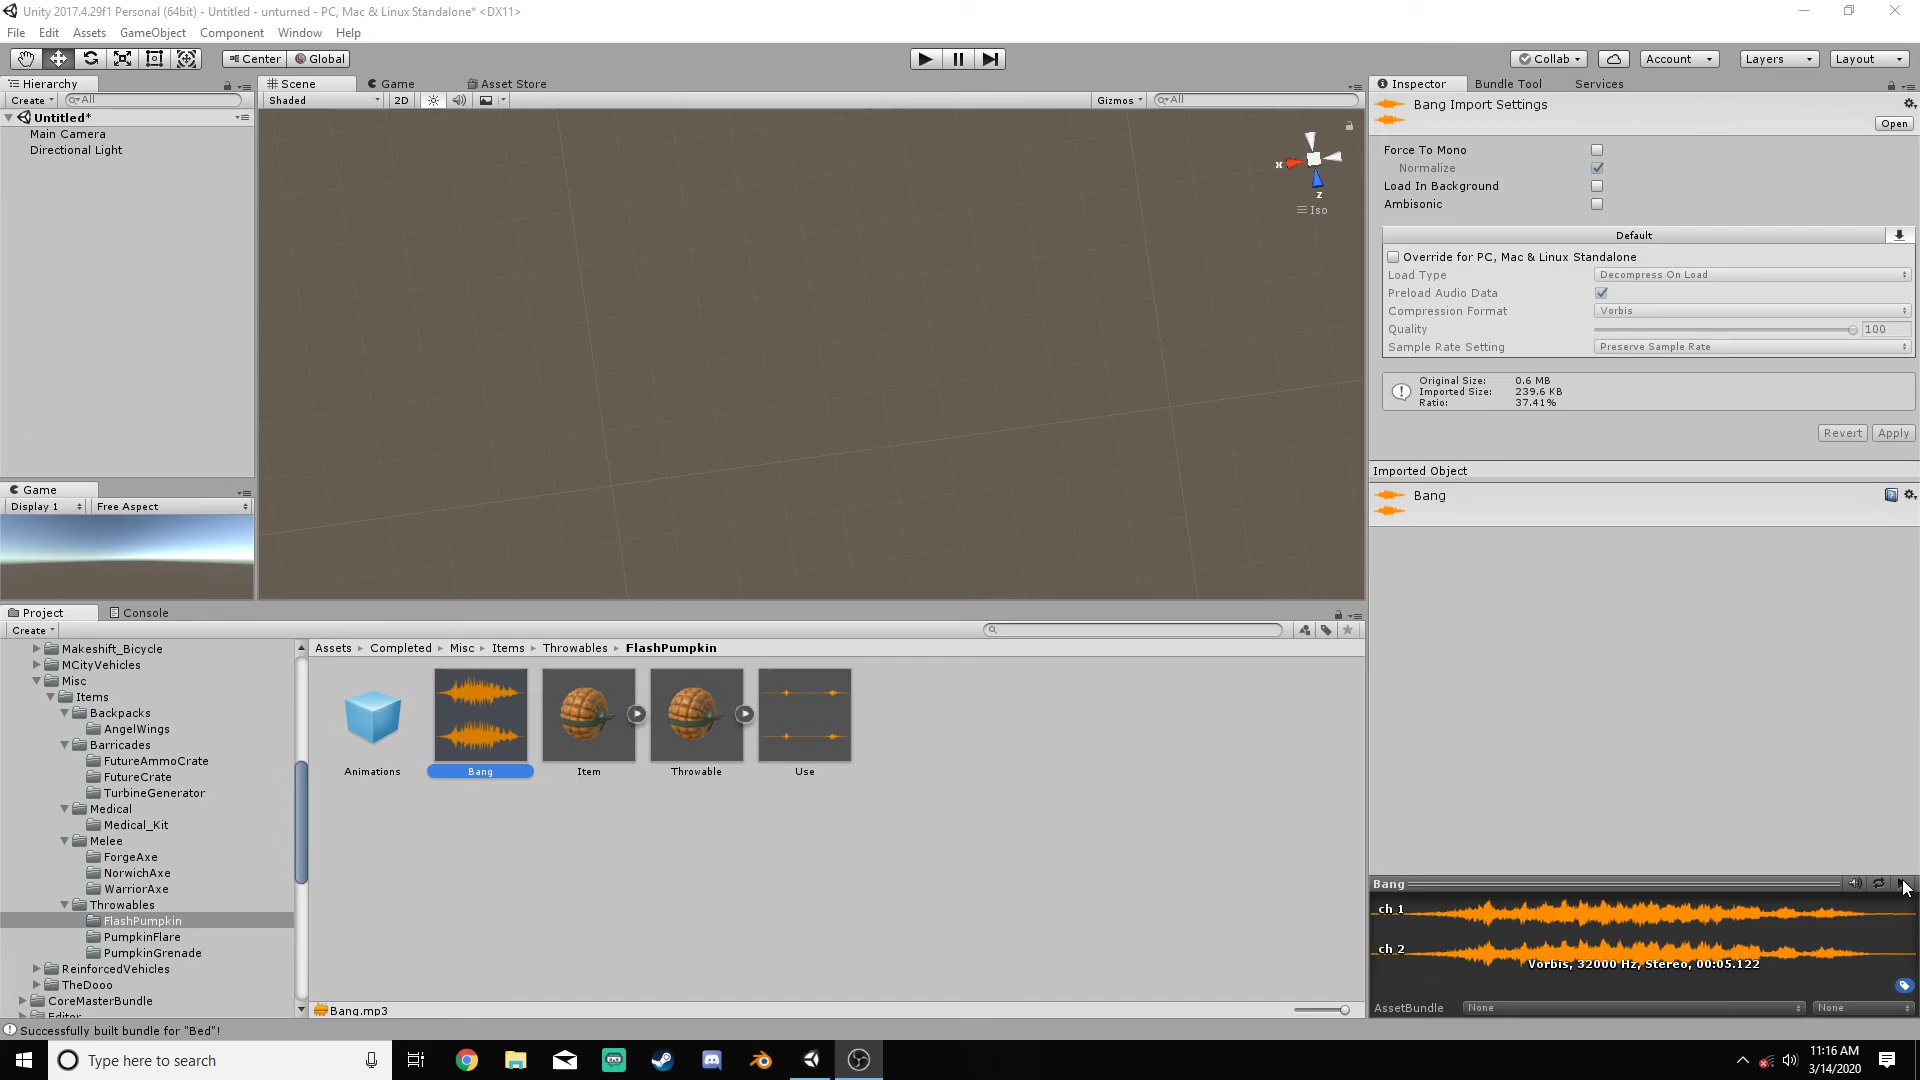 Unity 2017.4.29f1 Personal (64bit) - Untitled - unturned - PC, Mac & Linux Standalone* <DX11>
File Edit Assets GameObject Component Window Help
Center Global Collab Account Layers Layout
Hierarchy
Create All
Untitled*
Main Camera
Directional Light
Scene Game Asset Store
Shaded 2D Gizmos All
x
z
Iso
Game
Display 1 Free Aspect
Inspector Bundle Tool Services
Bang Import Settings
Open
Force To Mono
Normalize
Load In Background
Ambisonic
Default
Override for PC, Mac & Linux Standalone
Load Type Decompress On Load
Preload Audio Data
Compression Format Vorbis
Quality 100
Sample Rate Setting Preserve Sample Rate
Original Size: 0.6 MB
Imported Size: 239.6 KB
Ratio: 37.41%
Revert Apply
Imported Object
Bang
Project Console
Create
Makeshift_Bicycle
MCityVehicles
Misc
Items
Backpacks
AngelWings
Barricades
FutureAmmoCrate
FutureCrate
TurbineGenerator
Medical
Medical_Kit
Melee
ForgeAxe
NorwichAxe
WarriorAxe
Throwables
FlashPumpkin
PumpkinFlare
PumpkinGrenade
ReinforcedVehicles
TheDooo
CoreMasterBundle
Editor
Assets Completed Misc Items Throwables FlashPumpkin
Animations Bang Item Throwable Use
Bang.mp3
Bang
ch 1
ch 2
Vorbis, 32000 Hz, Stereo, 00:05.122
AssetBundle None None
Successfully built bundle for "Bed"!
Type here to search
11:16 AM
3/14/2020